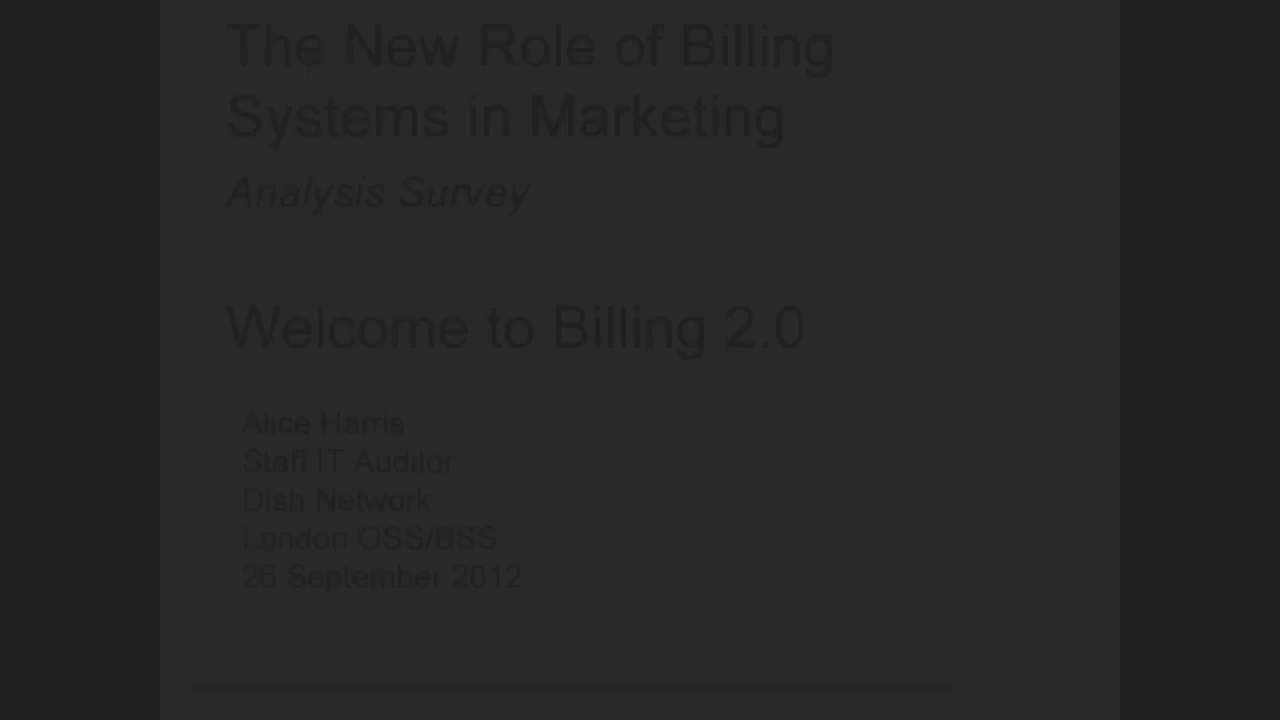 The New Role of Billing
Systems in Marketing
Analysis Survey
Welcome to Billing 2.0
Alice Harris
Staff IT Auditor
Dish Network
London OSS/BSS
26 September 2012